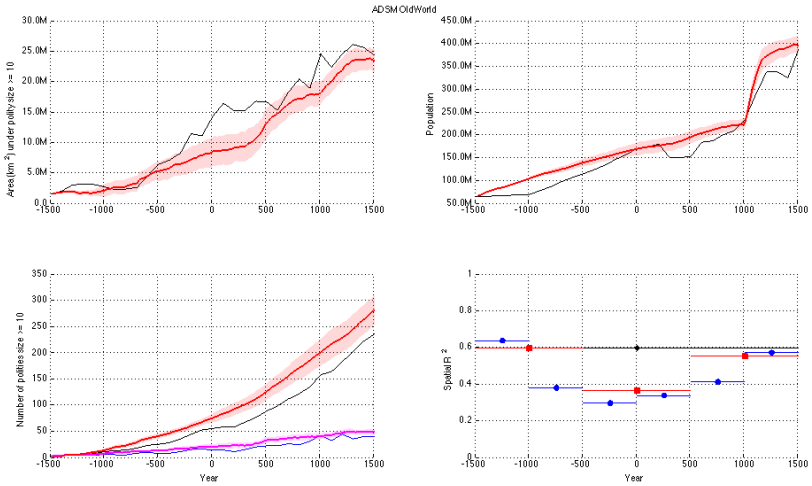 ADSM OldWorld
Area (km²) under polity size >= 10
30.0M
25.0M
20.0M
15.0M
10.0M
5.0M
0.0
-1500 -1000 -500 0 500 1000 1500
Population
450.0M
400.0M
350.0M
300.0M
250.0M
200.0M
150.0M
100.0M
50.0M
-1500 -1000 -500 0 500 1000 1500
Number of polities size >= 10
350
300
250
200
150
100
50
0
-1500 -1000 -500 0 500 1000 1500
Year
Spatial R²
1
0.8
0.6
0.4
0.2
0
-1500 -1000 -500 0 500 1000 1500
Year